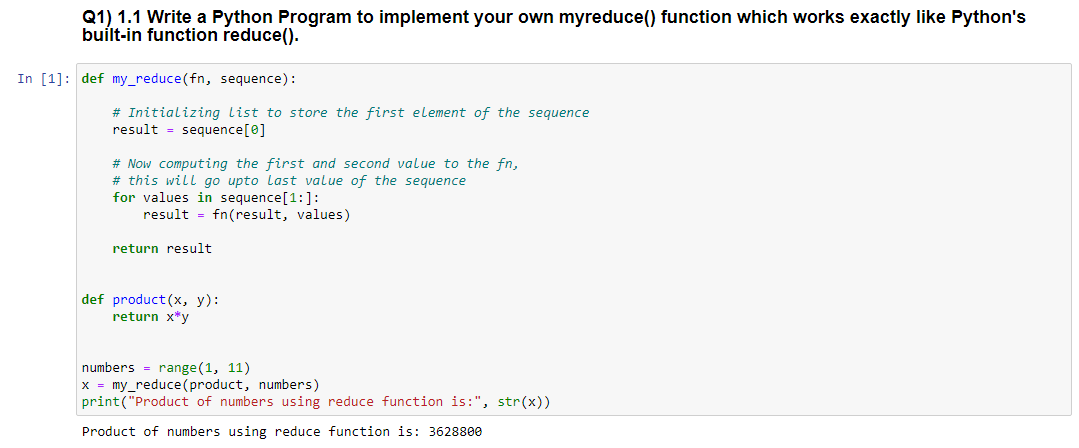 Q1) 1.1 Write a Python Program to implement your own myreduce() function which works exactly like Python's
built-in function reduce().
In [1]: def my_reduce(fn, sequence):
# Initializing list to store the first element of the sequence
result = sequence[0]
# Now computing the first and second value to the fn,
# this will go upto last value of the sequence
for values in sequence[1:]:
result = fn(result, values)
return result
def product(x, y):
return x*y
numbers = range(1, 11)
x = my_reduce(product, numbers)
print("Product of numbers using reduce function is:", str(x))
Product of numbers using reduce function is: 3628800